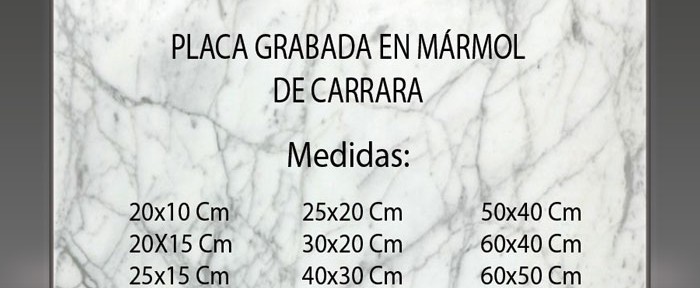 PLACA GRABADA EN MÁRMOL
DE CARRARA
Medidas:
20x10 Cm 25x20 Cm 50x40 Cm
20X15 Cm 30x20 Cm 60x40 Cm
25x15 Cm 40x30 Cm 60x50 Cm